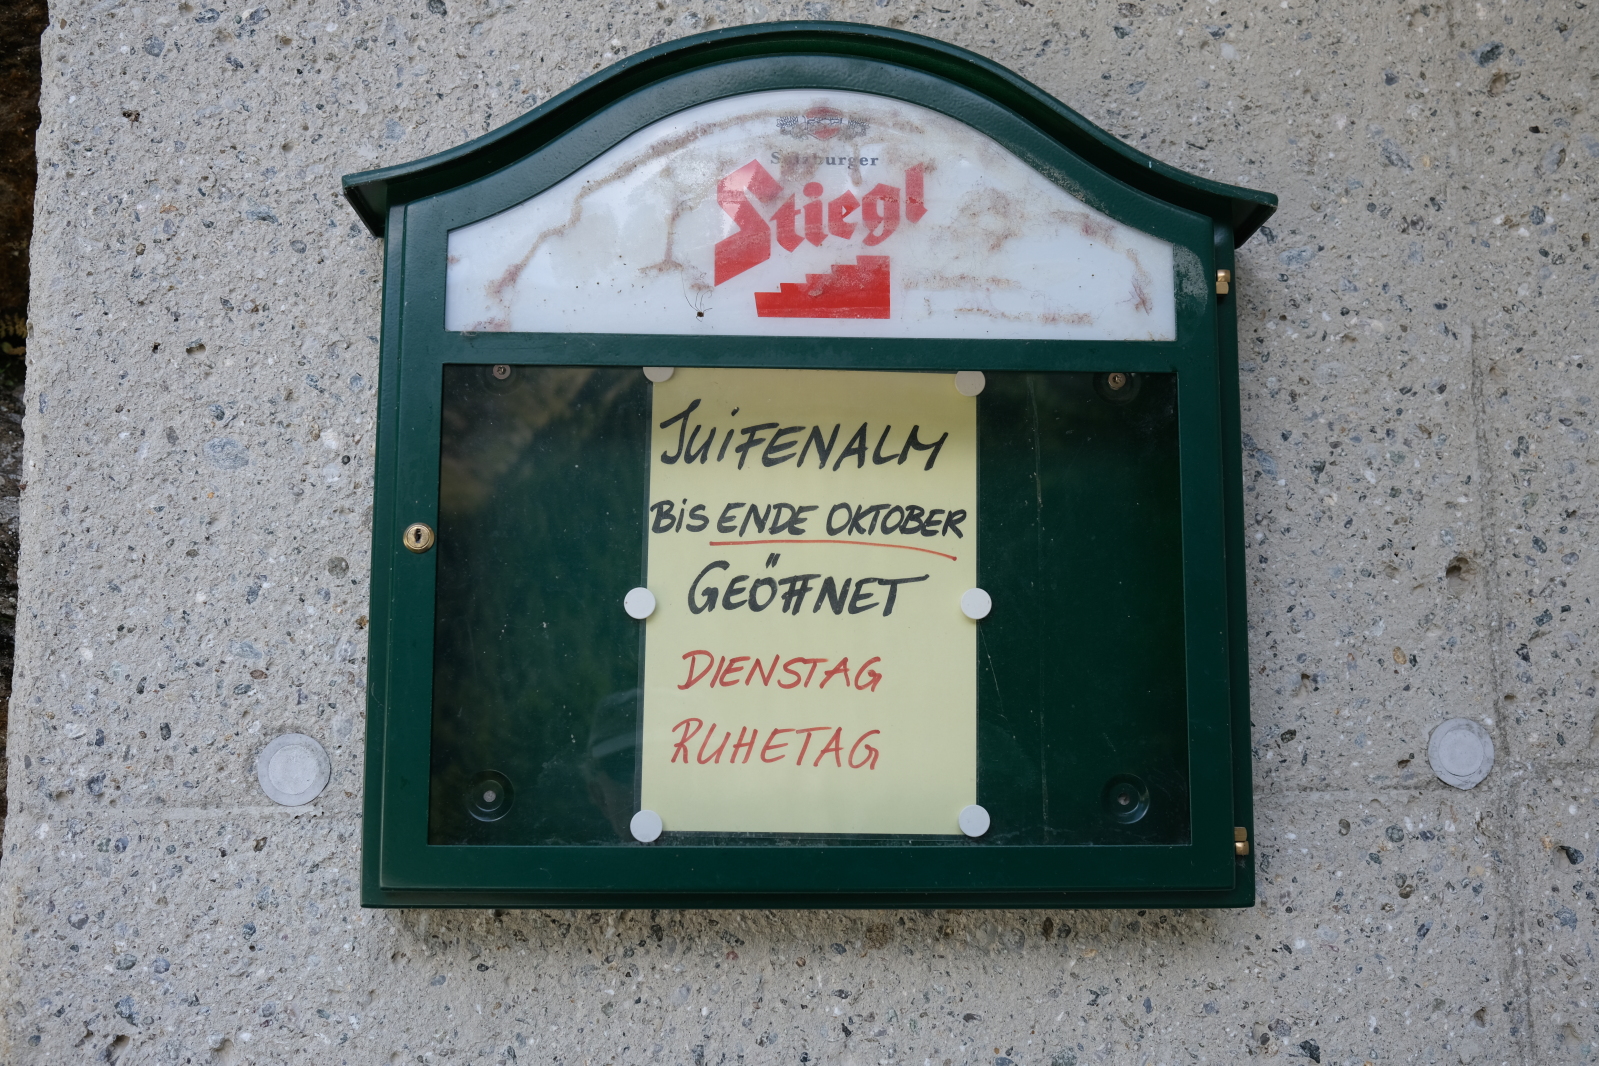 Salzburger
Stiegl
JUIFENALM
BIS ENDE OKTOBER
GEÖFFNET
DIENSTAG
RUHETAG